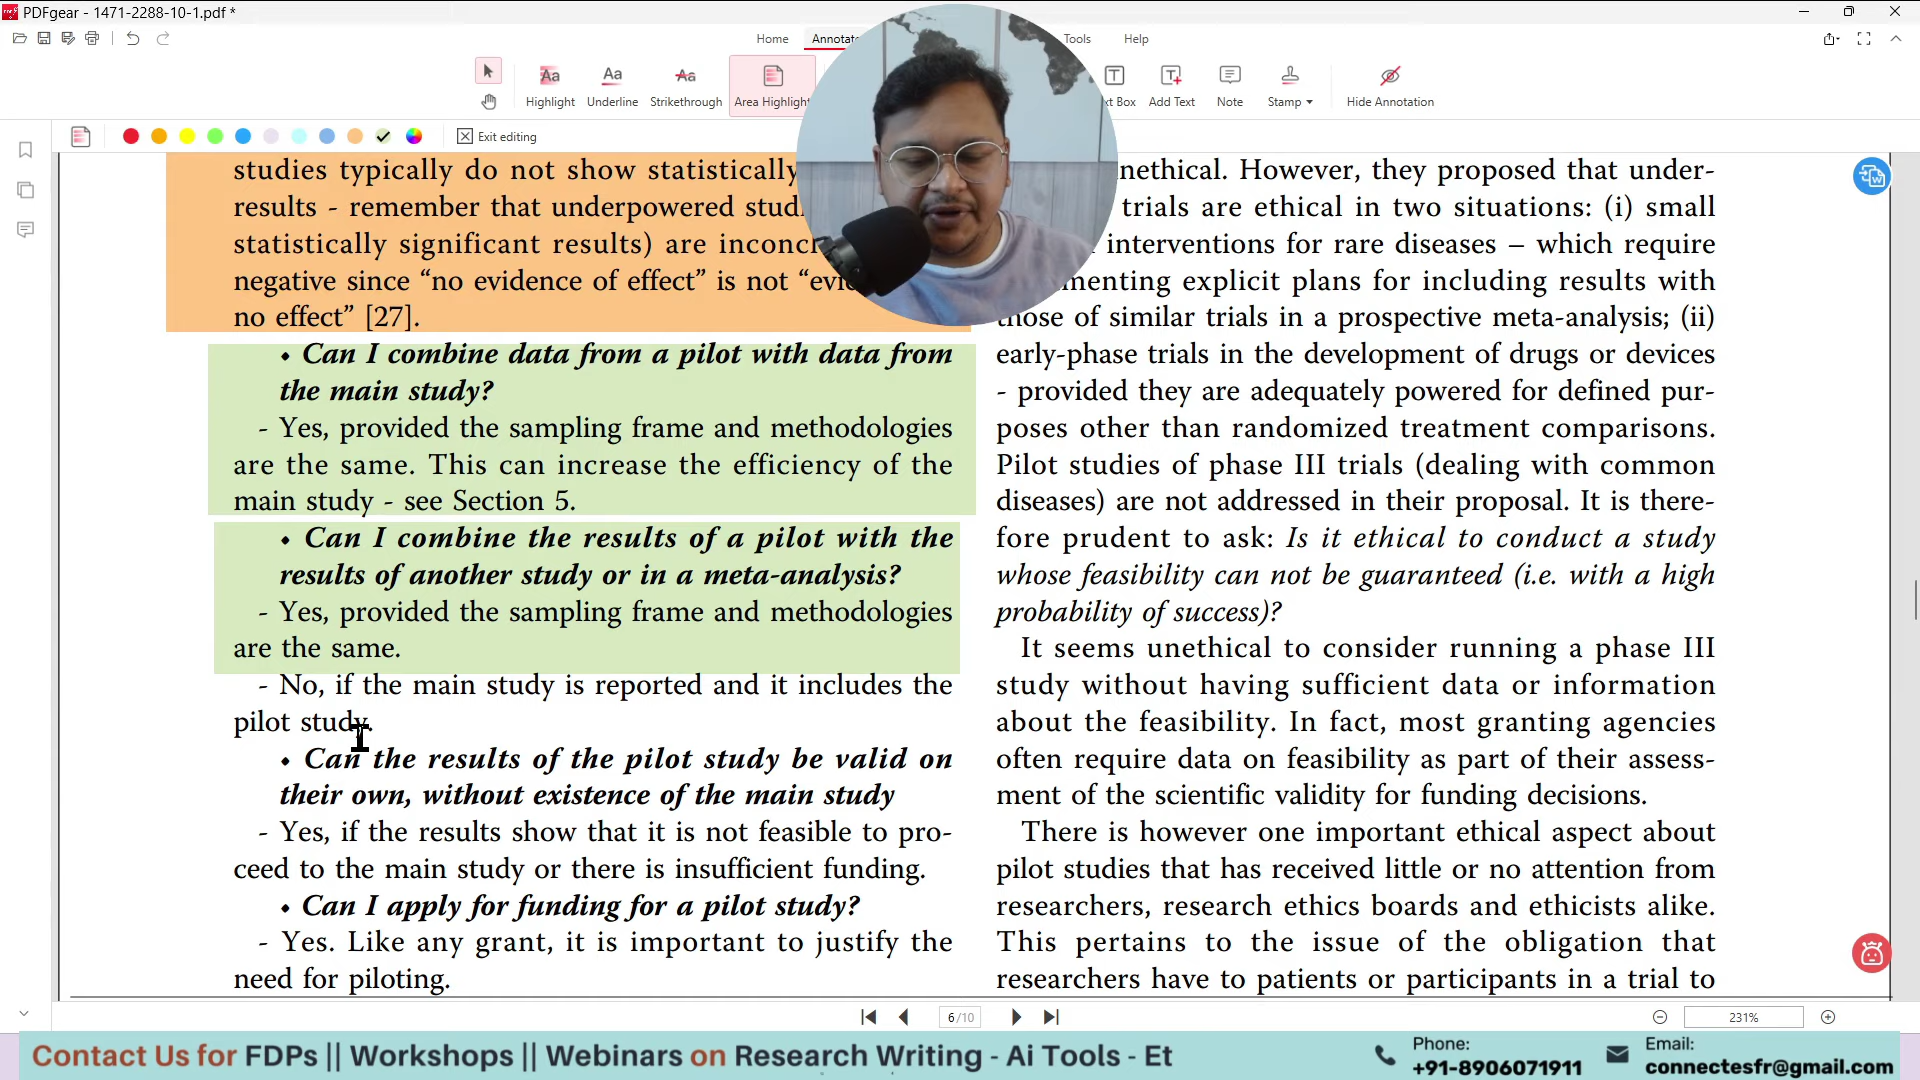 PDFgear - 1471-2288-10-1.pdf *
Home
Annotate
Tools
Help
Highlight
Underline
Strikethrough
Area Highlight
Add Text
Note
Stamp
Hide Annotation
Exit editing
studies typically do not show statistically
results - remember that underpowered
statistically significant results) are
negative since “no evidence of effect” is not
no effect” [27].
• Can I combine data from a pilot with data from
the main study?
- Yes, provided the sampling frame and methodologies
are the same. This can increase the efficiency of the
main study - see Section 5.
• Can I combine the results of a pilot with the
results of another study or in a meta-analysis?
- Yes, provided the sampling frame and methodologies
are the same.
- No, if the main study is reported and it includes the
pilot study.
• Can the results of the pilot study be valid on
their own, without existence of the main study
- Yes, if the results show that it is not feasible to pro-
ceed to the main study or there is insufficient funding.
• Can I apply for funding for a pilot study?
- Yes. Like any grant, it is important to justify the
need for piloting.
nethical. However, they proposed that under-
trials are ethical in two situations: (i) small
interventions for rare diseases – which require
menting explicit plans for including results with
those of similar trials in a prospective meta-analysis; (ii)
early-phase trials in the development of drugs or devices
- provided they are adequately powered for defined pur-
poses other than randomized treatment comparisons.
Pilot studies of phase III trials (dealing with common
diseases) are not addressed in their proposal. It is there-
fore prudent to ask: Is it ethical to conduct a study
whose feasibility can not be guaranteed (i.e. with a high
probability of success)?
It seems unethical to consider running a phase III
study without having sufficient data or information
about the feasibility. In fact, most granting agencies
often require data on feasibility as part of their assess-
ment of the scientific validity for funding decisions.
There is however one important ethical aspect about
pilot studies that has received little or no attention from
researchers, research ethics boards and ethicists alike.
This pertains to the issue of the obligation that
researchers have to patients or participants in a trial to
6 /10
231%
Contact Us for FDPs || Workshops || Webinars on Research Writing - Ai Tools - Et
Phone:
+91-8906071911
Email:
connectesfr@gmail.com